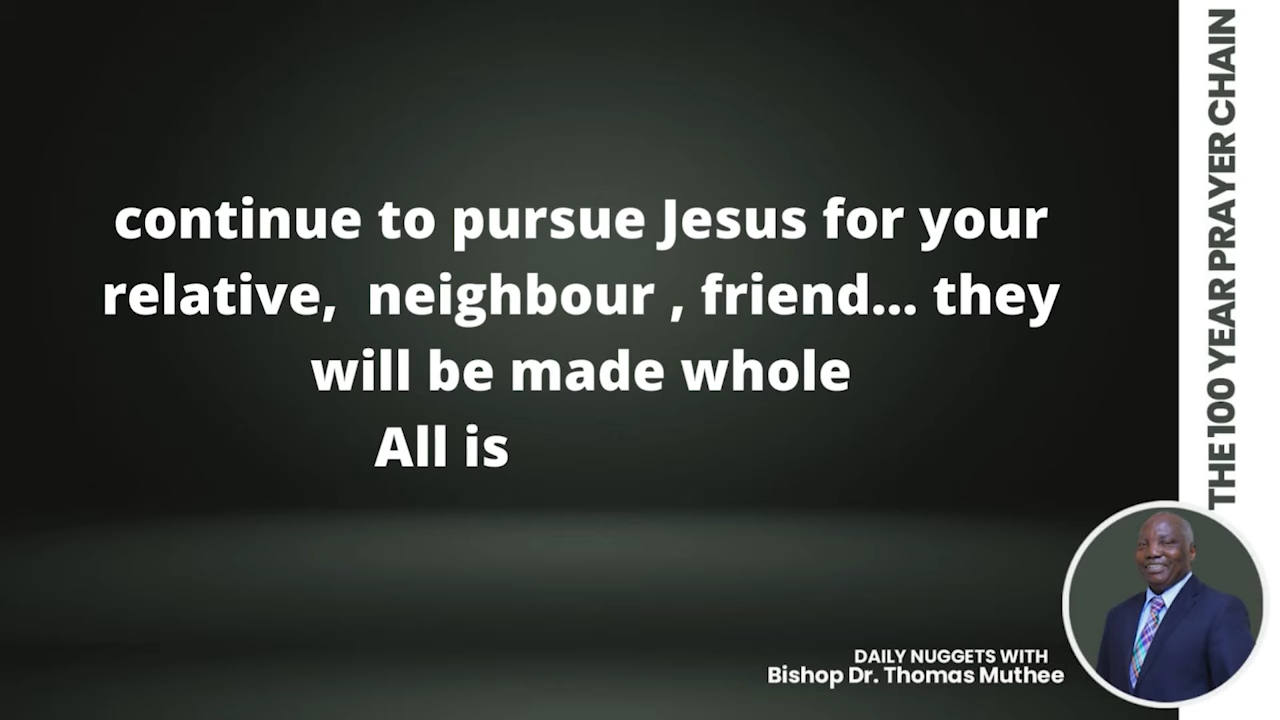 continue to pursue Jesus for your
relative,  neighbour , friend... they
will be made whole
All is
THE 100 YEAR PRAYER CHAIN
DAILY NUGGETS WITH
Bishop Dr. Thomas Muthee